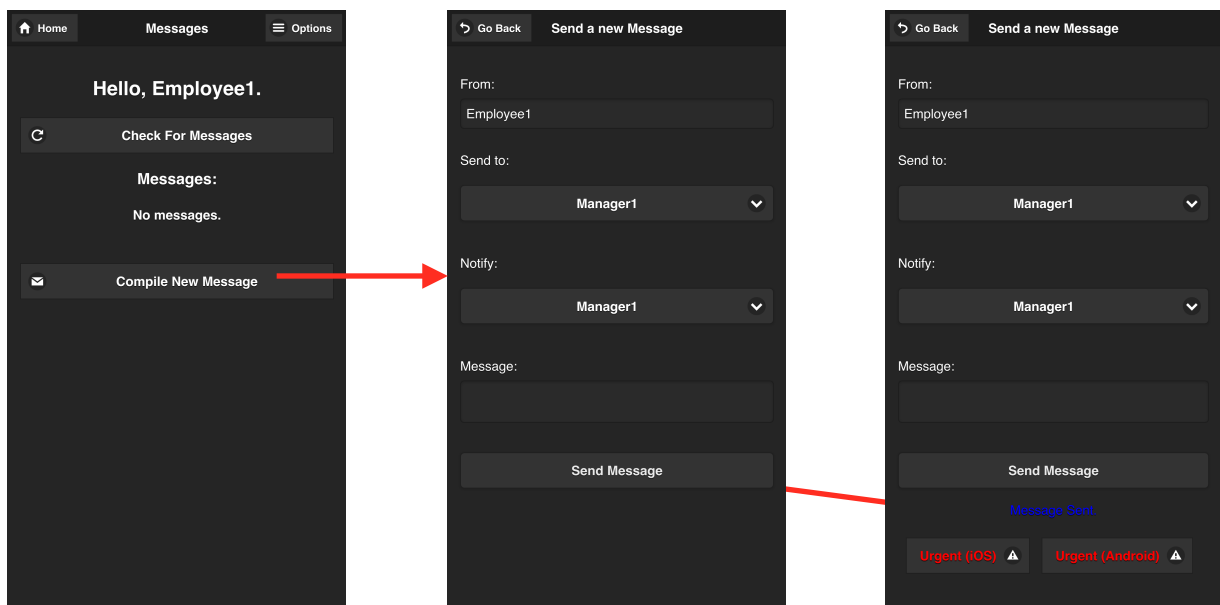 Home
Messages
Options
Hello, Employee1.
Check For Messages
Messages:
No messages.
Compile New Message
Go Back
Send a new Message
From:
Employee1
Send to:
Manager1
Notify:
Manager1
Message:
Send Message
Go Back
Send a new Message
From:
Employee1
Send to:
Manager1
Notify:
Manager1
Message:
Send Message
Message Sent.
Urgent (iOS)
Urgent (Android)